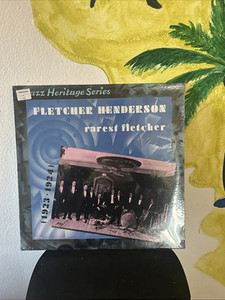 Jazz Heritage Series
FLETCHER HENDERSON
rarest fletcher
(1923-1924)